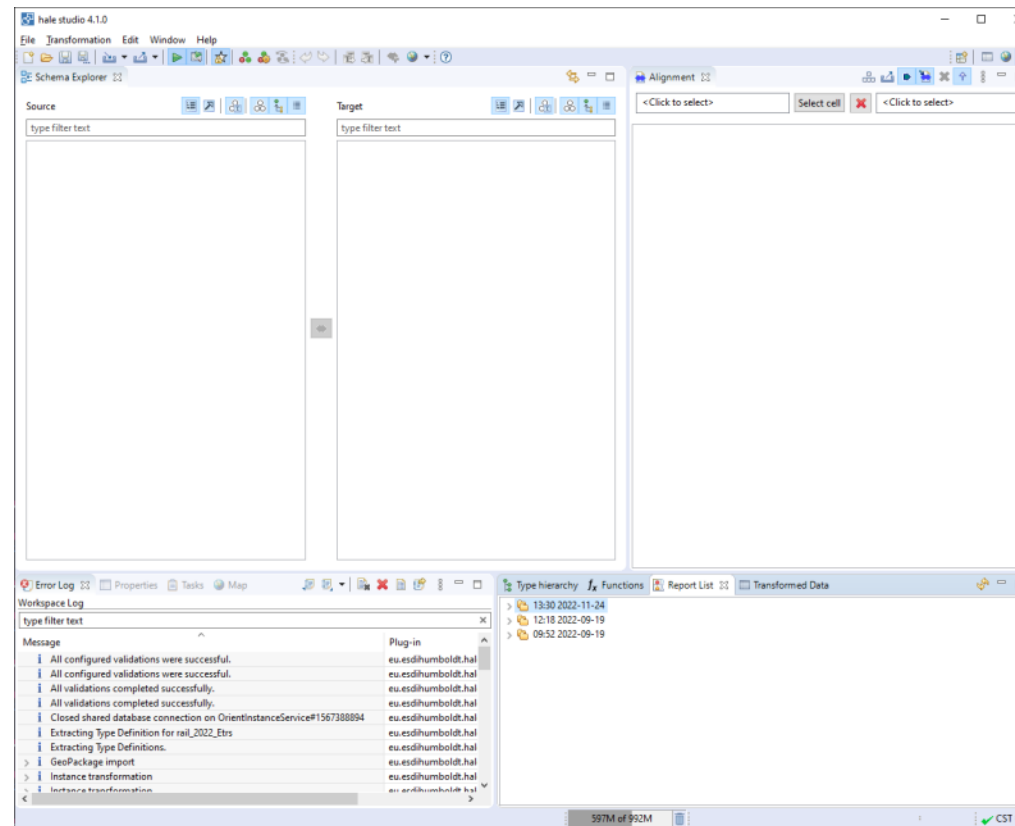 hale studio 4.1.0
File Transformation Edit Window Help
Schema Explorer
Alignment
Source
Target
<Click to select> Select cell <Click to select>
type filter text
type filter text
Error Log Properties Tasks Map
Type hierarchy fx Functions Report List Transformed Data
Workspace Log
type filter text
Message Plug-in
All configured validations were successful. eu.esdihumboldt.hal
All configured validations were successful. eu.esdihumboldt.hal
All validations completed successfully. eu.esdihumboldt.hal
All validations completed successfully. eu.esdihumboldt.hal
Closed shared database connection on OrientInstanceService#1567388894 eu.esdihumboldt.hal
Extracting Type Definition for rail_2022_Etrs eu.esdihumboldt.hal
Extracting Type Definitions. eu.esdihumboldt.hal
GeoPackage import eu.esdihumboldt.hal
Instance transformation eu.esdihumboldt.hal
Instance transformation eu.esdihumboldt.hal
13:30 2022-11-24
12:18 2022-09-19
09:52 2022-09-19
597M of 992M
CST